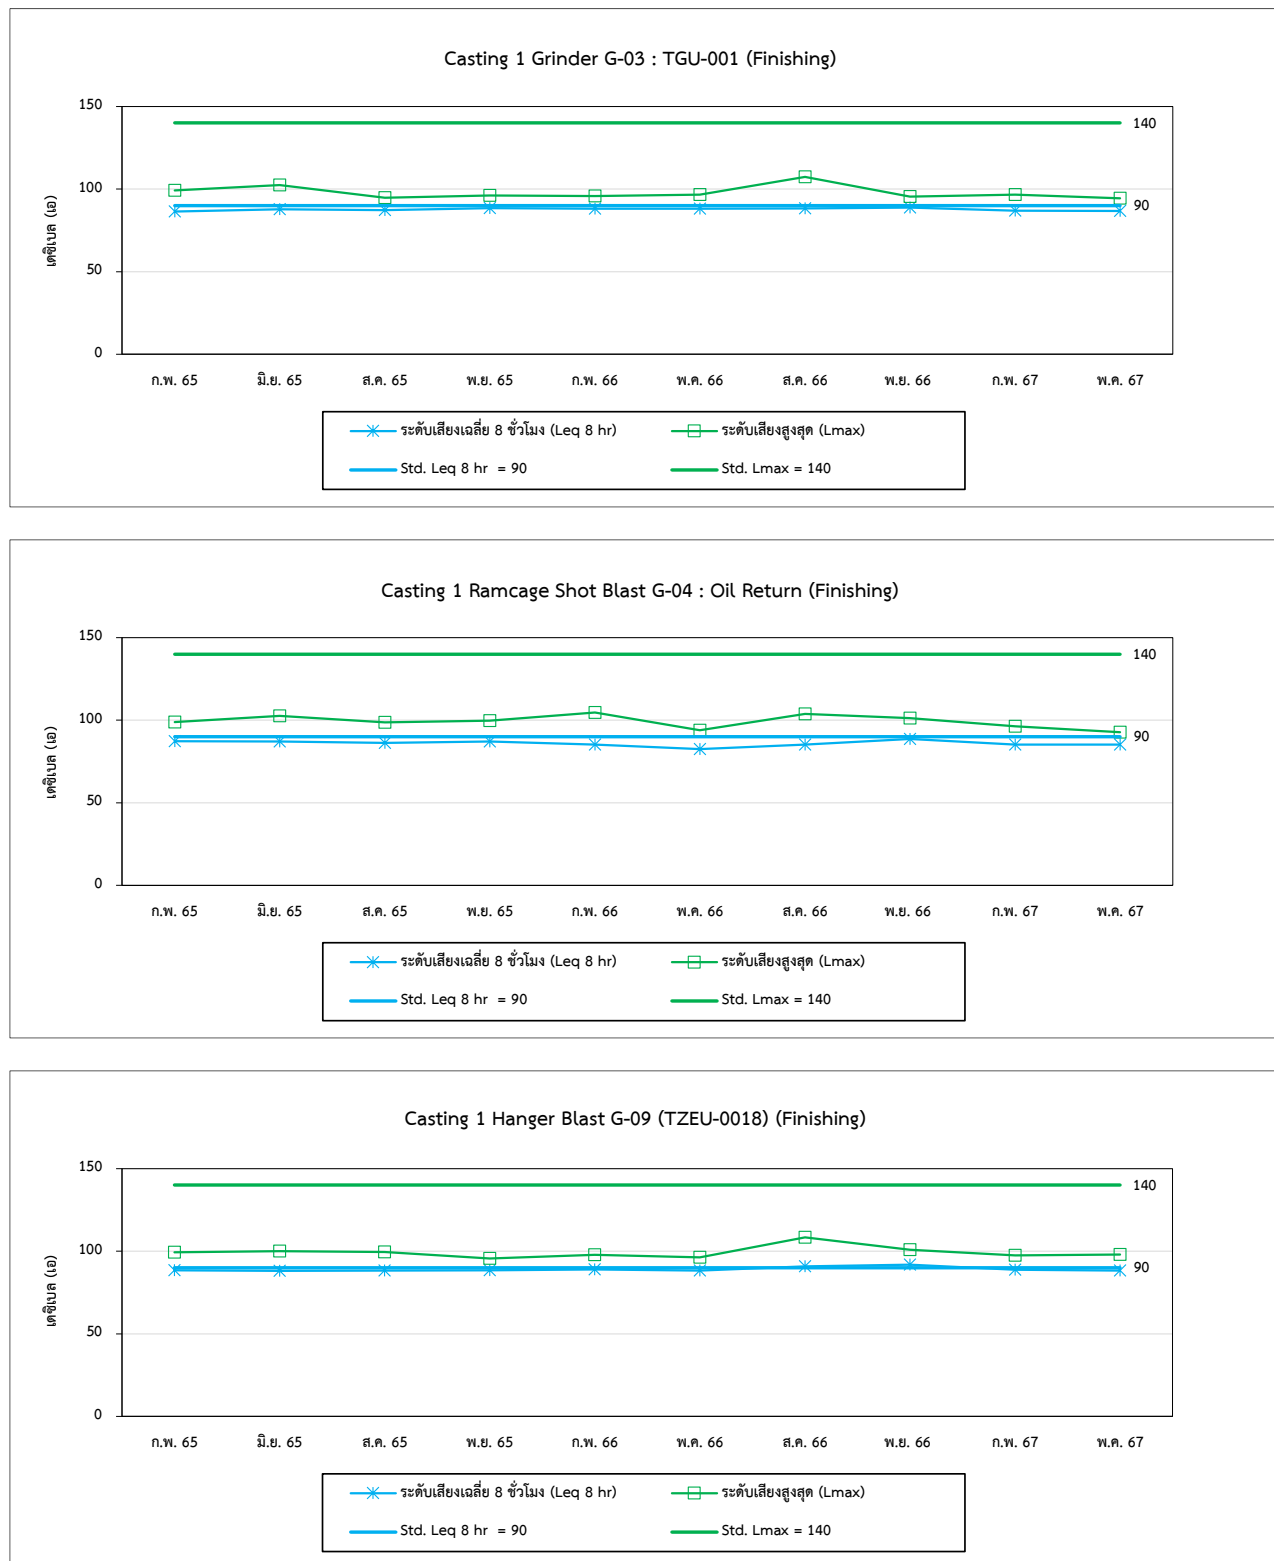 Casting 1 Grinder G-03 : TGU-001 (Finishing)
150
140
100
90
50
0
เดซิเบล (เอ)
ก.พ. 65 มิ.ย. 65 ส.ค. 65 พ.ย. 65 ก.พ. 66 พ.ค. 66 ส.ค. 66 พ.ย. 66 ก.พ. 67 พ.ค. 67
ระดับเสียงเฉลี่ย 8 ชั่วโมง (Leq 8 hr) ระดับเสียงสูงสุด (Lmax)
Std. Leq 8 hr = 90 Std. Lmax = 140
Casting 1 Ramcage Shot Blast G-04 : Oil Return (Finishing)
150
140
100
90
50
0
เดซิเบล (เอ)
ก.พ. 65 มิ.ย. 65 ส.ค. 65 พ.ย. 65 ก.พ. 66 พ.ค. 66 ส.ค. 66 พ.ย. 66 ก.พ. 67 พ.ค. 67
ระดับเสียงเฉลี่ย 8 ชั่วโมง (Leq 8 hr) ระดับเสียงสูงสุด (Lmax)
Std. Leq 8 hr = 90 Std. Lmax = 140
Casting 1 Hanger Blast G-09 (TZEU-0018) (Finishing)
150
140
100
90
50
0
เดซิเบล (เอ)
ก.พ. 65 มิ.ย. 65 ส.ค. 65 พ.ย. 65 ก.พ. 66 พ.ค. 66 ส.ค. 66 พ.ย. 66 ก.พ. 67 พ.ค. 67
ระดับเสียงเฉลี่ย 8 ชั่วโมง (Leq 8 hr) ระดับเสียงสูงสุด (Lmax)
Std. Leq 8 hr = 90 Std. Lmax = 140